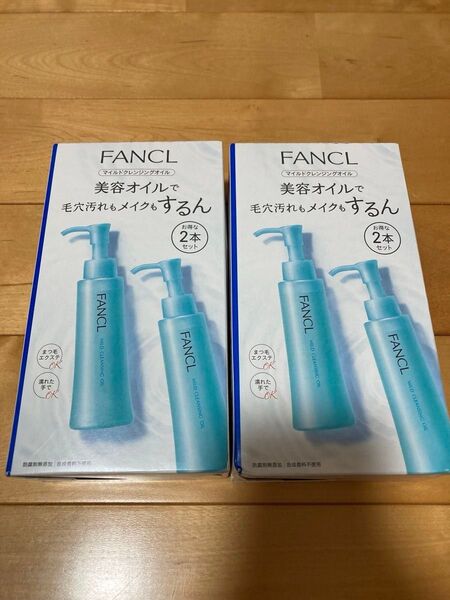 FANCL
マイルドクレンジングオイル
美容オイルで
毛穴汚れもメイクもするん
お得な
2本
セット
FANCL
MILD CLEANSING OIL
FANCL
MILD CLEANSING OIL
まつ毛
エクステ
OK
濡れた
手で
OK
防腐剤無添加 | 合成香料不使用
FANCL
マイルドクレンジングオイル
美容オイルで
毛穴汚れもメイクもするん
お得な
2本
セット
FANCL
MILD CLEANSING OIL
FANCL
MILD CLEANSING OIL
まつ毛
エクステ
OK
濡れた
手で
OK
防腐剤無添加 | 合成香料不使用